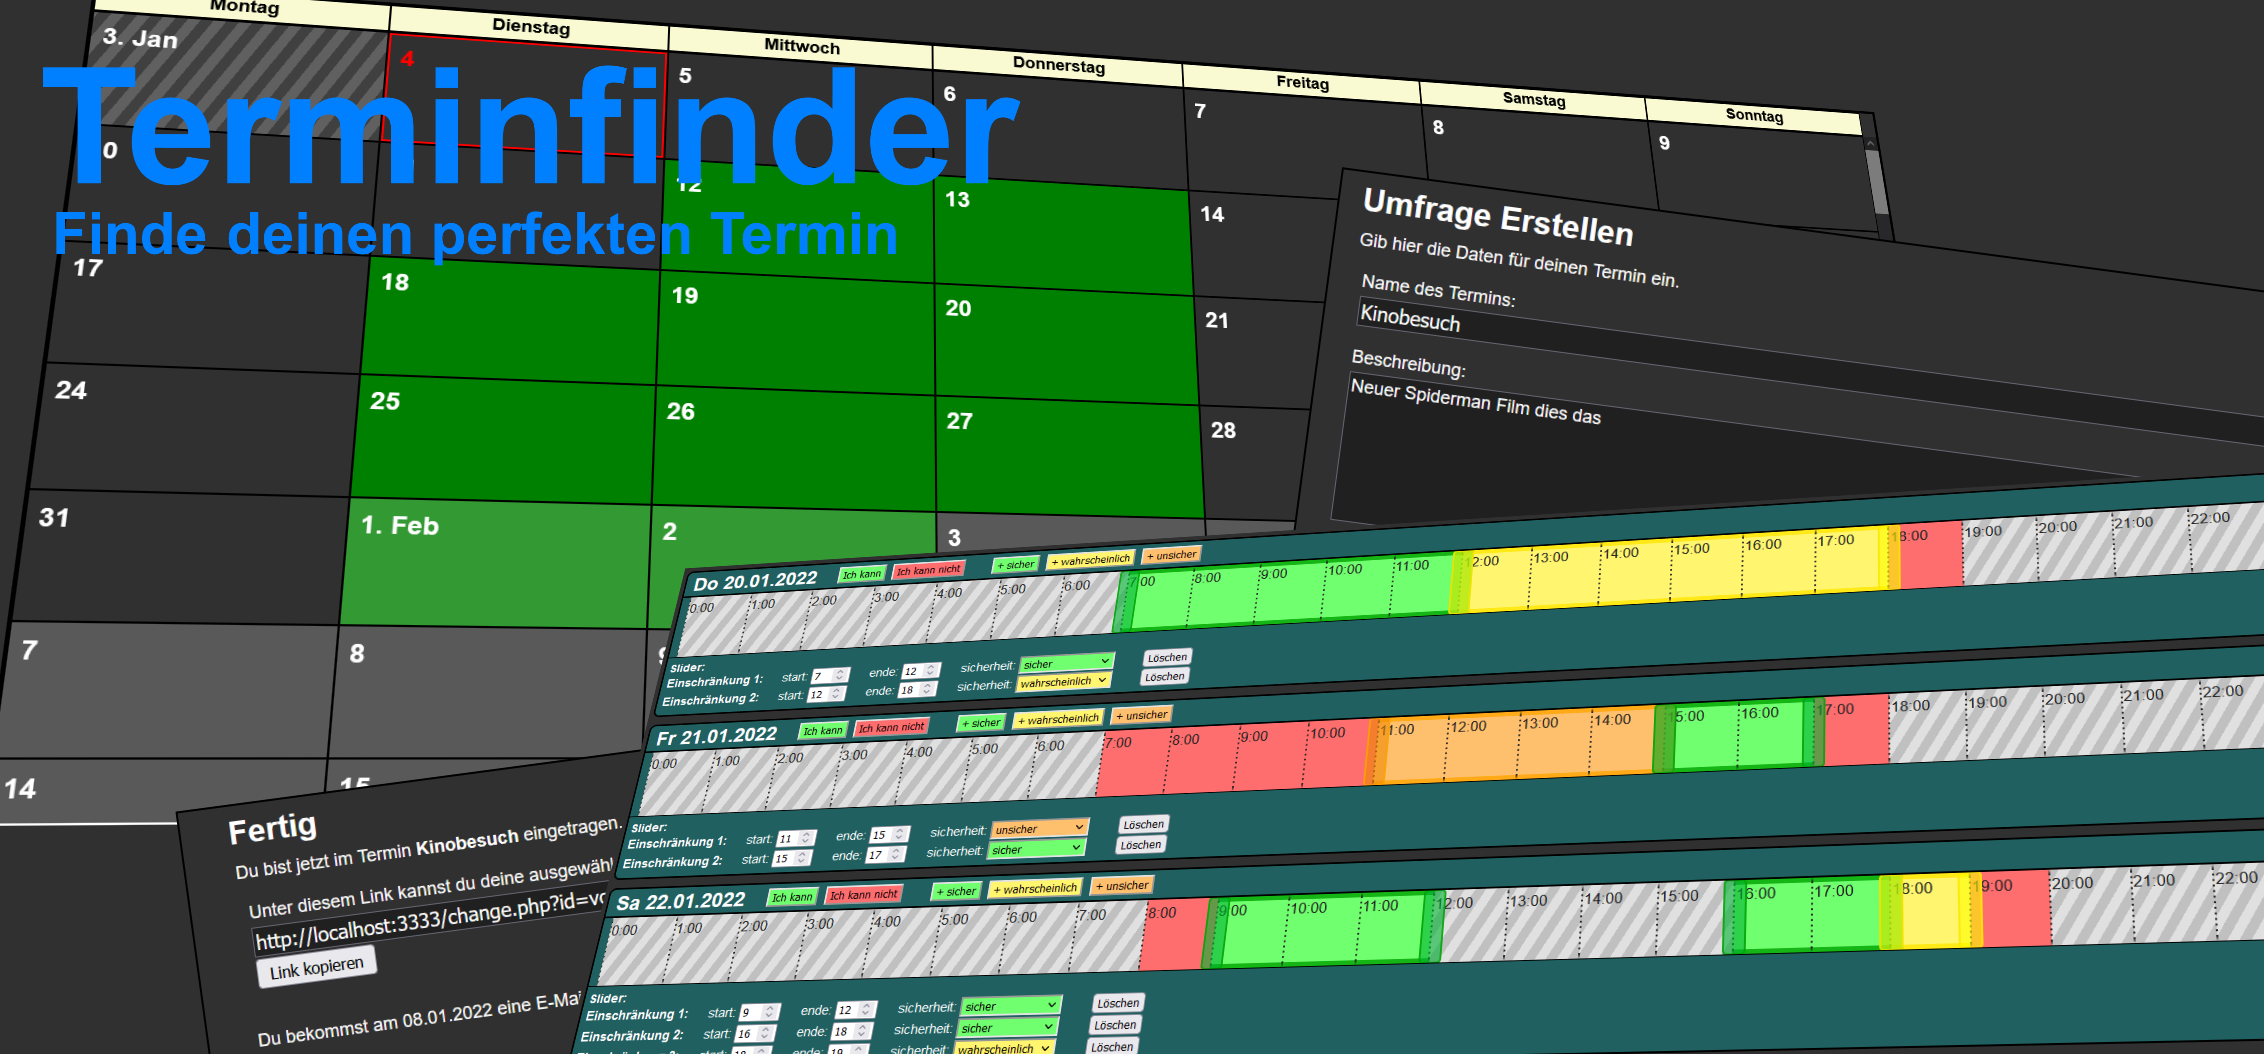 Montag Dienstag Mittwoch Donnerstag Freitag Samstag Sonntag
3. Jan 4 5 6 7 8 9
Terminfinder
0 12 13 14
Finde deinen perfekten Termin
17 18 19 20 21
24 25 26 27 28
31 1. Feb 2 3
7 8
14 15
Umfrage Erstellen
Gib hier die Daten für deinen Termin ein.
Name des Termins:
Kinobesuch
Beschreibung:
Neuer Spiderman Film dies das
Do 20.01.2022 Ich kann Ich kann nicht + sicher + wahrscheinlich + unsicher
0:00 1:00 2:00 3:00 4:00 5:00 6:00 7:00 8:00 9:00 10:00 11:00 12:00 13:00 14:00 15:00 16:00 17:00 18:00 19:00 20:00 21:00 22:00
Slider:
Einschränkung 1: start: 7 ende: 12 sicherheit: sicher Löschen
Einschränkung 2: start: 12 ende: 18 sicherheit: wahrscheinlich Löschen
Fr 21.01.2022 Ich kann Ich kann nicht + sicher + wahrscheinlich + unsicher
0:00 1:00 2:00 3:00 4:00 5:00 6:00 7:00 8:00 9:00 10:00 11:00 12:00 13:00 14:00 15:00 16:00 17:00 18:00 19:00 20:00 21:00 22:00
Slider:
Einschränkung 1: start: 11 ende: 15 sicherheit: unsicher Löschen
Einschränkung 2: start: 15 ende: 17 sicherheit: sicher Löschen
Sa 22.01.2022 Ich kann Ich kann nicht + sicher + wahrscheinlich + unsicher
0:00 1:00 2:00 3:00 4:00 5:00 6:00 7:00 8:00 9:00 10:00 11:00 12:00 13:00 14:00 15:00 16:00 17:00 18:00 19:00 20:00 21:00 22:00
Slider:
Einschränkung 1: start: 9 ende: 12 sicherheit: sicher Löschen
Einschränkung 2: start: 16 ende: 18 sicherheit: sicher Löschen
start: 18 ende: 19 sicherheit: wahrscheinlich Löschen
Fertig
Du bist jetzt im Termin Kinobesuch eingetragen.
Unter diesem Link kannst du deine ausgewähl
http://localhost:3333/change.php?id=vo
Link kopieren
Du bekommst am 08.01.2022 eine E-Mai